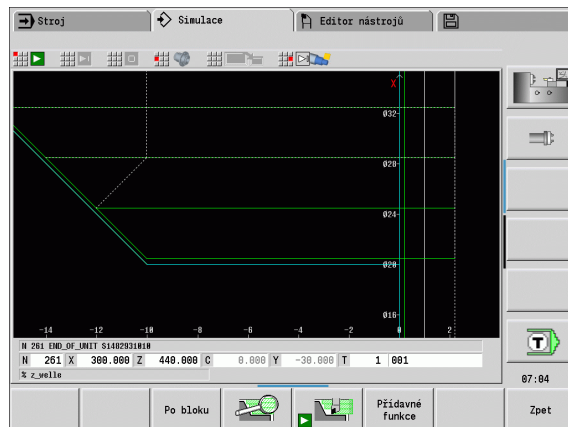 Stroj
Simulace
Editor nástrojů
X
Ø32
Ø28
Ø24
Ø20
Ø16
-14 -12 -10 -8 -6 -4 -2 0 2
N 261 END_OF_UNIT S1402931010
N 261 X 300.000 Z 440.000 C 0.000 Y -30.000 T 1 001
% z_welle
T
07:04
Po bloku
Přídavné
funkce
Zpet